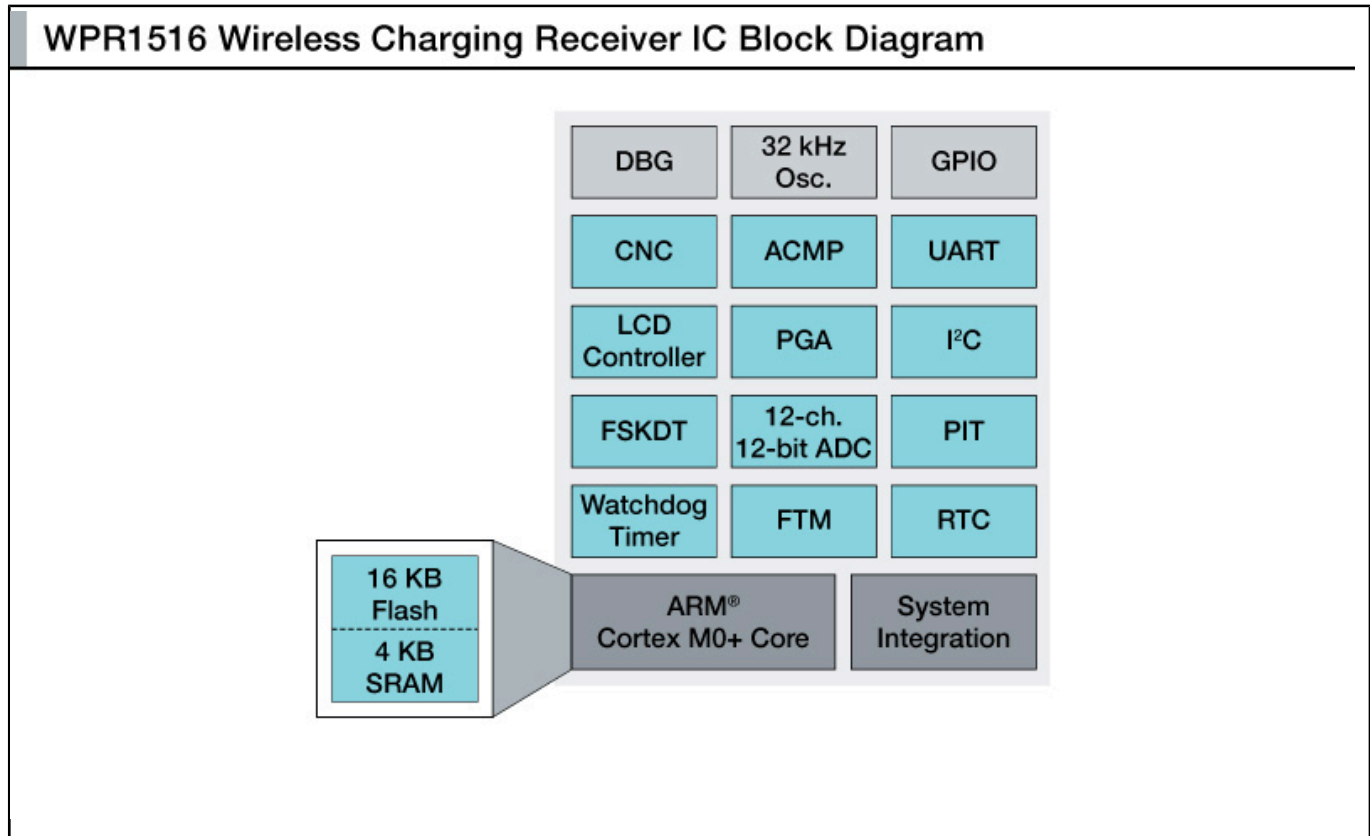 WPR1516 Wireless Charging Receiver IC Block Diagram
DBG
32 kHz
Osc.
GPIO
CNC
ACMP
UART
LCD
Controller
PGA
I²C
FSKDT
12-ch.
12-bit ADC
PIT
Watchdog
Timer
FTM
RTC
16 KB
Flash
4 KB
SRAM
ARM®
Cortex M0+ Core
System
Integration